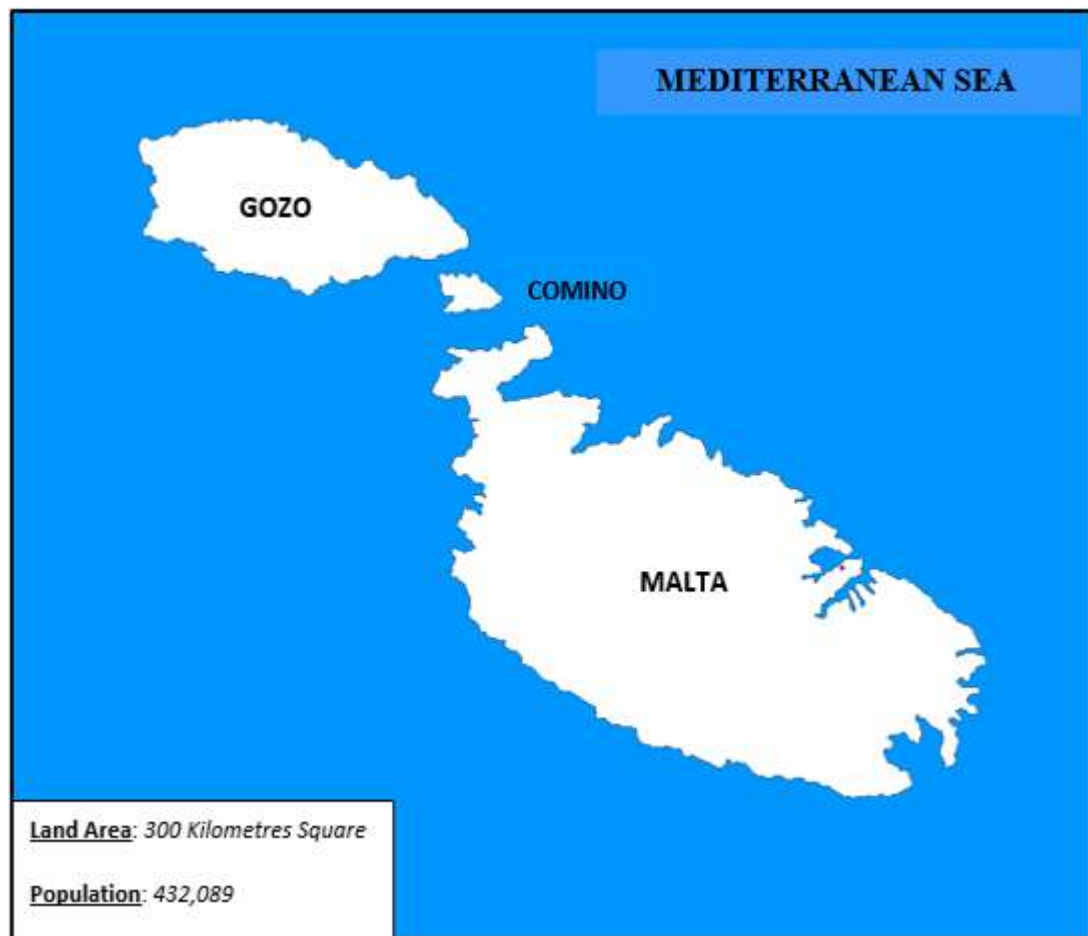 MEDITERRANEAN SEA
GOZO
COMINO
MALTA
Land Area: 300 Kilometres Square
Population: 432,089